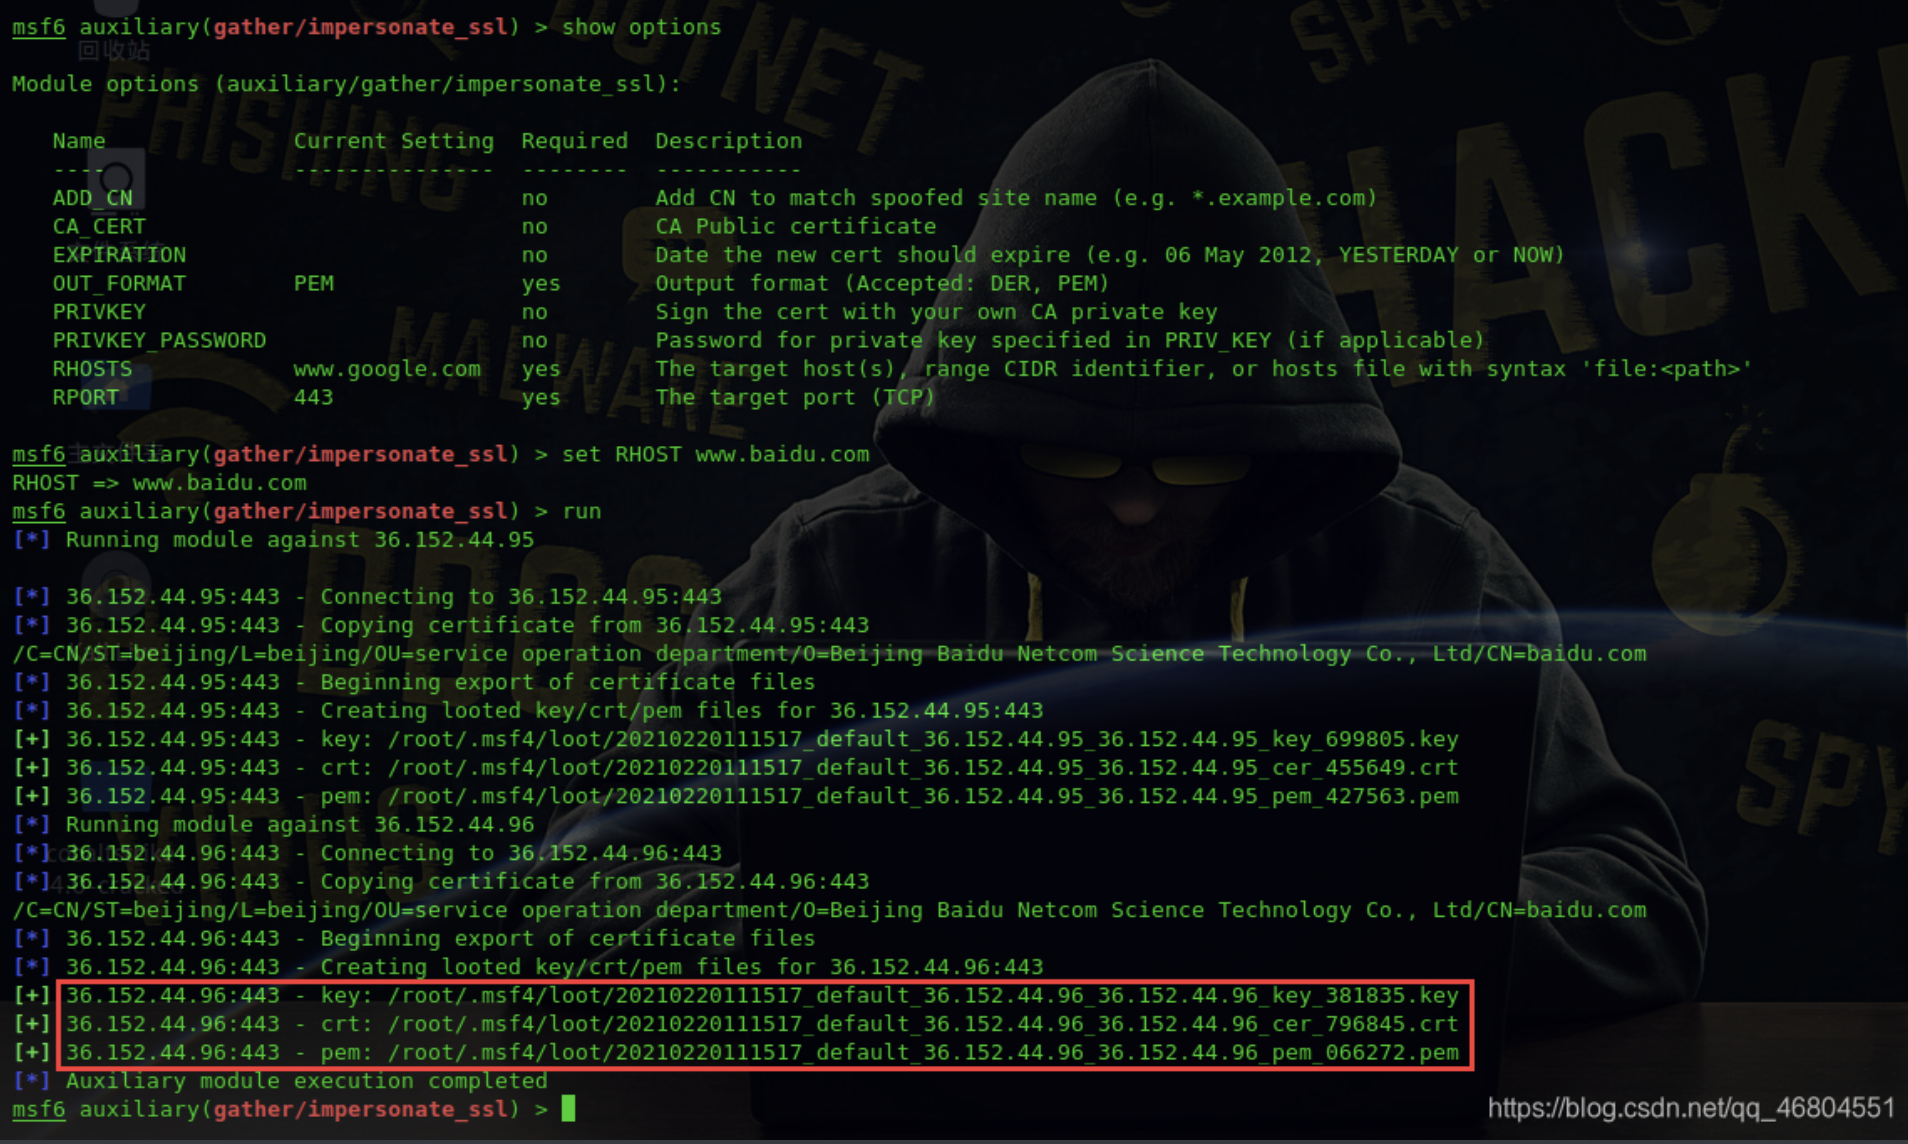 msf6 auxiliary(gather/impersonate_ssl) > show options
回收站
Module options (auxiliary/gather/impersonate_ssl):
Name Current Setting Required Description
---- --------------- -------- -----------
ADD_CN no Add CN to match spoofed site name (e.g. *.example.com)
CA_CERT no CA Public certificate
EXPIRATION no Date the new cert should expire (e.g. 06 May 2012, YESTERDAY or NOW)
OUT_FORMAT PEM yes Output format (Accepted: DER, PEM)
PRIVKEY no Sign the cert with your own CA private key
PRIVKEY_PASSWORD no Password for private key specified in PRIV_KEY (if applicable)
RHOSTS www.google.com yes The target host(s), range CIDR identifier, or hosts file with syntax 'file:<path>'
RPORT 443 yes The target port (TCP)
msf6 auxiliary(gather/impersonate_ssl) > set RHOST www.baidu.com
RHOST => www.baidu.com
msf6 auxiliary(gather/impersonate_ssl) > run
[*] Running module against 36.152.44.95
[*] 36.152.44.95:443 - Connecting to 36.152.44.95:443
[*] 36.152.44.95:443 - Copying certificate from 36.152.44.95:443
/C=CN/ST=beijing/L=beijing/OU=service operation department/O=Beijing Baidu Netcom Science Technology Co., Ltd/CN=baidu.com
[*] 36.152.44.95:443 - Beginning export of certificate files
[*] 36.152.44.95:443 - Creating looted key/crt/pem files for 36.152.44.95:443
[+] 36.152.44.95:443 - key: /root/.msf4/loot/20210220111517_default_36.152.44.95_36.152.44.95_key_699805.key
[+] 36.152.44.95:443 - crt: /root/.msf4/loot/20210220111517_default_36.152.44.95_36.152.44.95_cer_455649.crt
[+] 36.152.44.95:443 - pem: /root/.msf4/loot/20210220111517_default_36.152.44.95_36.152.44.95_pem_427563.pem
[*] Running module against 36.152.44.96
[*] 36.152.44.96:443 - Connecting to 36.152.44.96:443
[*] 36.152.44.96:443 - Copying certificate from 36.152.44.96:443
/C=CN/ST=beijing/L=beijing/OU=service operation department/O=Beijing Baidu Netcom Science Technology Co., Ltd/CN=baidu.com
[*] 36.152.44.96:443 - Beginning export of certificate files
[*] 36.152.44.96:443 - Creating looted key/crt/pem files for 36.152.44.96:443
[+] 36.152.44.96:443 - key: /root/.msf4/loot/20210220111517_default_36.152.44.96_36.152.44.96_key_381835.key
[+] 36.152.44.96:443 - crt: /root/.msf4/loot/20210220111517_default_36.152.44.96_36.152.44.96_cer_796845.crt
[+] 36.152.44.96:443 - pem: /root/.msf4/loot/20210220111517_default_36.152.44.96_36.152.44.96_pem_066272.pem
[*] Auxiliary module execution completed
msf6 auxiliary(gather/impersonate_ssl) >
PHISHING
MALWARE
DDOS
VIRUS
SPY
https://blog.csdn.net/qq_46804551